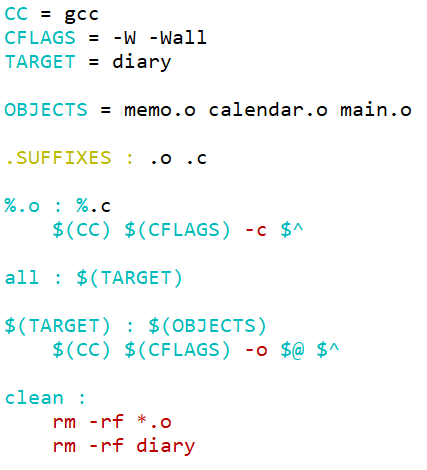 CC = gcc
CFLAGS = -W -Wall
TARGET = diary
OBJECTS = memo.o calendar.o main.o
.SUFFIXES : .o .c
%.o : %.c
$(CC) $(CFLAGS) -c $^
all : $(TARGET)
$(TARGET) : $(OBJECTS)
$(CC) $(CFLAGS) -o $@ $^
clean :
rm -rf *.o
rm -rf diary